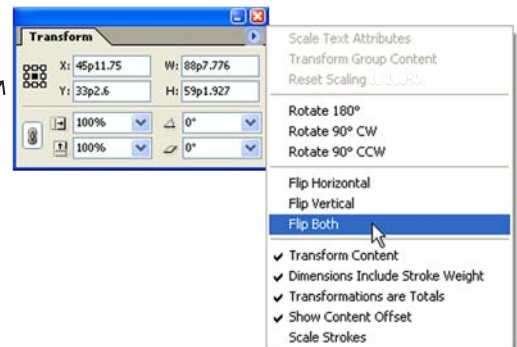 Transform
X: 45p11.75 W: 88p7.776
Y: 33p2.6 H: 59p1.927
100% 0°
100% 0°
Scale Text Attributes
Transform Group Content
Reset Scaling
Rotate 180°
Rotate 90° CW
Rotate 90° CCW
Flip Horizontal
Flip Vertical
Flip Both
Transform Content
Dimensions Include Stroke Weight
Transformations are Totals
Show Content Offset
Scale Strokes